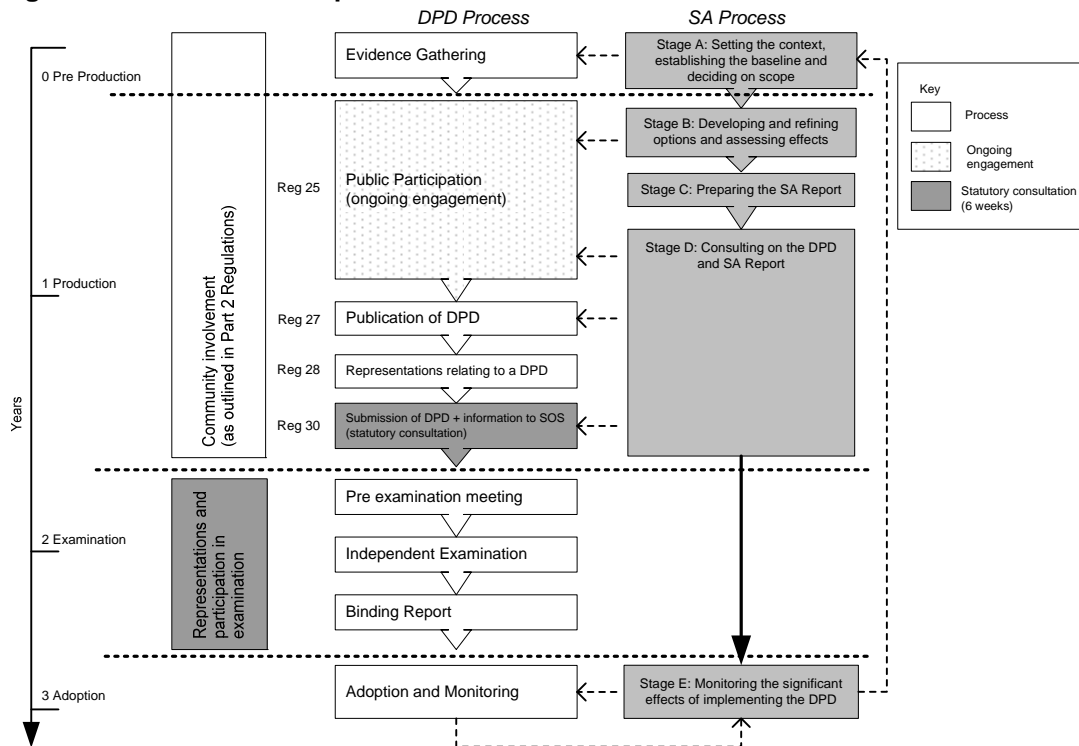 DPD Process
SA Process
Evidence Gathering
Stage A: Setting the context,
establishing the baseline and
deciding on scope
0 Pre Production
Key
Process
Ongoing
engagement
Statutory consultation
(6 weeks)
Stage B: Developing and refining
options and assessing effects
Reg 25
Public Participation
(ongoing engagement)
Stage C: Preparing the SA Report
Stage D: Consulting on the DPD
and SA Report
1 Production
Community involvement
(as outlined in Part 2 Regulations)
Reg 27
Publication of DPD
Reg 28
Representations relating to a DPD
Years
Reg 30
Submission of DPD + information to SOS
(statutory consultation)
Representations and
participation in
examination
Pre examination meeting
2 Examination
Independent Examination
Binding Report
3 Adoption
Adoption and Monitoring
Stage E: Monitoring the significant
effects of implementing the DPD